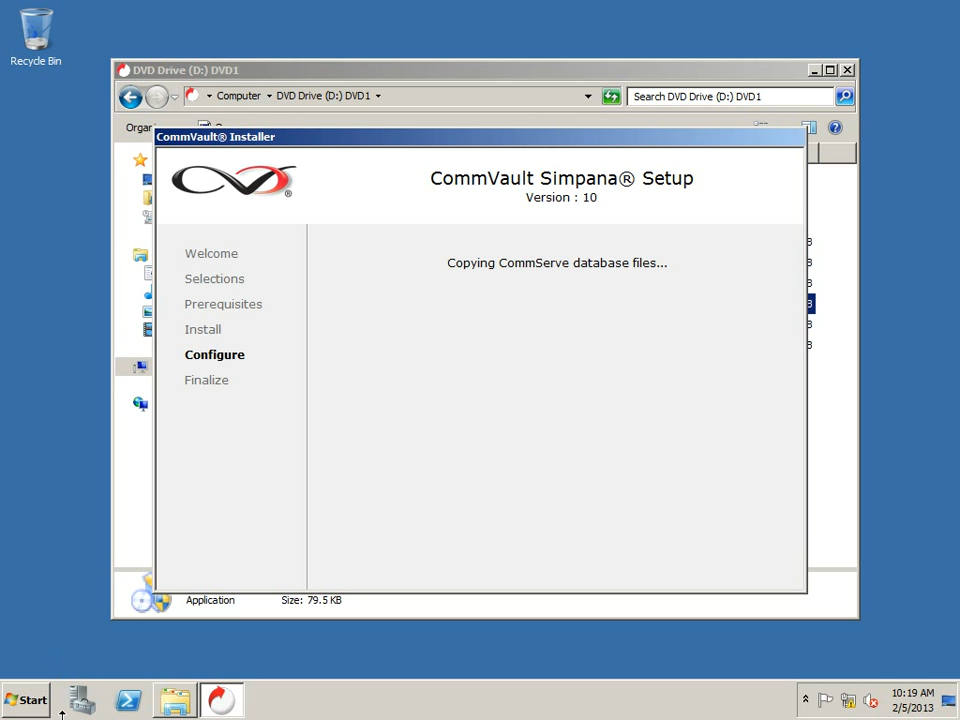 Recycle Bin
DVD Drive (D:) DVD1
Computer
DVD Drive (D:) DVD1
Search DVD Drive (D:) DVD1
Organ
CommVault® Installer
CommVault Simpana® Setup
Version : 10
CV
®
Welcome
Selections
Prerequisites
Install
Configure
Finalize
Copying CommServe database files...
B
B
B
B
B
B
Application
Size: 79.5 KB
Start
10:19 AM
2/5/2013